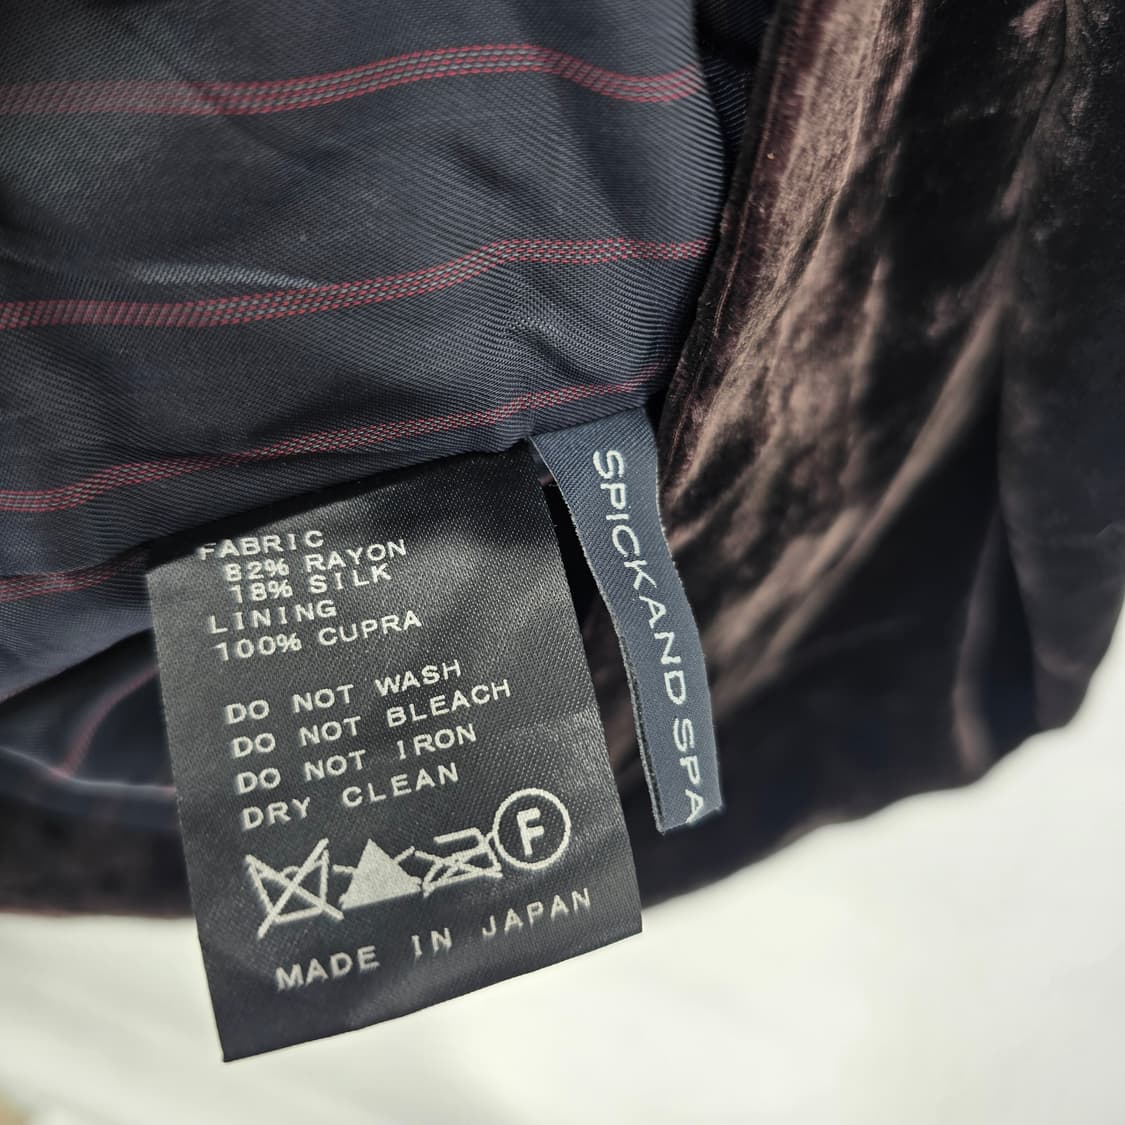 FABRIC
82% RAYON
18% SILK
LINING
100% CUPRA
DO NOT WASH
DO NOT BLEACH
DO NOT IRON
DRY CLEAN
F
MADE IN JAPAN
SPICKAND SPA